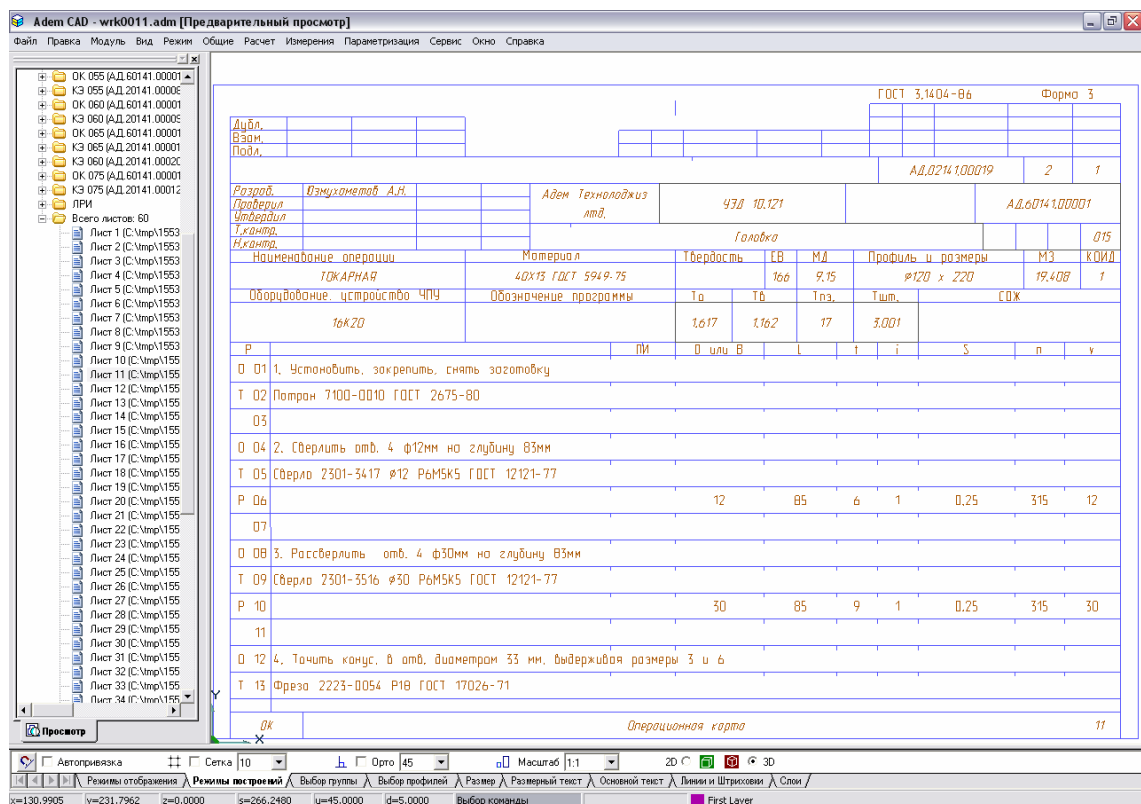 Adem CAD - wrk0011.adm [Предварительный просмотр]
Файл Правка Модуль Вид Режим Общие Расчет Измерения Параметризация Сервис Окно Справка
ОК 055 (АД.60141.00001
КЭ 055 (АД.20141.00008
ОК 060 (АД.60141.00001
КЭ 060 (АД.20141.00009
ОК 065 (АД.60141.00001
КЭ 065 (АД.20141.00001
КЭ 060 (АД.20141.00020
ОК 075 (АД.60141.00001
КЭ 075 (АД.20141.00012
ЛРИ
Всего листов: 60
Лист 1 (C:\tmp\1553
Лист 2 (C:\tmp\1553
Лист 3 (C:\tmp\1553
Лист 4 (C:\tmp\1553
Лист 5 (C:\tmp\1553
Лист 6 (C:\tmp\1553
Лист 7 (C:\tmp\1553
Лист 8 (C:\tmp\1553
Лист 9 (C:\tmp\1553
Лист 10 (C:\tmp\155
Лист 11 (C:\tmp\155
Лист 12 (C:\tmp\155
Лист 13 (C:\tmp\155
Лист 14 (C:\tmp\155
Лист 15 (C:\tmp\155
Лист 16 (C:\tmp\155
Лист 17 (C:\tmp\155
Лист 18 (C:\tmp\155
Лист 19 (C:\tmp\155
Лист 20 (C:\tmp\155
Лист 21 (C:\tmp\155
Лист 22 (C:\tmp\155
Лист 23 (C:\tmp\155
Лист 24 (C:\tmp\155
Лист 25 (C:\tmp\155
Лист 26 (C:\tmp\155
Лист 27 (C:\tmp\155
Лист 28 (C:\tmp\155
Лист 29 (C:\tmp\155
Лист 30 (C:\tmp\155
Лист 31 (C:\tmp\155
Лист 32 (C:\tmp\155
Лист 33 (C:\tmp\155
Лист 34 (C:\tmp\155
Просмотр
ГОСТ 3.1404-86 Форма 3
Дубл.
Взам.
Подл.
АД.02141.00019 2 1
Разраб. Юзмухаметов А.Н.
Проверил
Утвердил
Т.контр.
Н.контр.
Адем Технолоджиз
лтд.
ЧЗД 10.121
АД.60141.00001
Головка 015
Наименование операции Материал Твердость ЕВ МД Профиль и размеры МЗ КОИД
ТОКАРНАЯ 40Х13 ГОСТ 5949-75 166 9.15 ø120 x 220 19.408 1
Оборудование, устройство ЧПУ Обозначение программы То Тв Тпз. Тшт. СОЖ
16К20 1.617 1.162 17 3.001
Р ПИ D или В L t i S n v
О 01 1. Установить, закрепить, снять заготовку
Т 02 Патрон 7100-0010 ГОСТ 2675-80
03
О 04 2. Сверлить отв. 4 ф12мм на глубину 83мм
Т 05 Сверло 2301-3417 ø12 Р6М5К5 ГОСТ 12121-77
Р 06 12 85 6 1 0.25 315 12
07
О 08 3. Рассверлить отв. 4 ф30мм на глубину 83мм
Т 09 Сверло 2301-3516 ø30 Р6М5К5 ГОСТ 12121-77
Р 10 30 85 9 1 0.25 315 30
11
О 12 4. Точить конус, в отв. диаметром 33 мм, выдерживая размеры 3 и 6
Т 13 Фреза 2223-0054 Р18 ГОСТ 17026-71
ОК Операционная карта 11
Y
X
Автопривязка Сетка 10 Орто 45 Масштаб 1:1 2D 3D
Режимы отображения Режимы построений Выбор группы Выбор профилей Размер Размерный текст Основной текст Линии и Штриховки Слои
x=130.9905 y=231.7962 z=0.0000 s=266.2480 u=45.0000 d=5.0000 Выбор команды First Layer